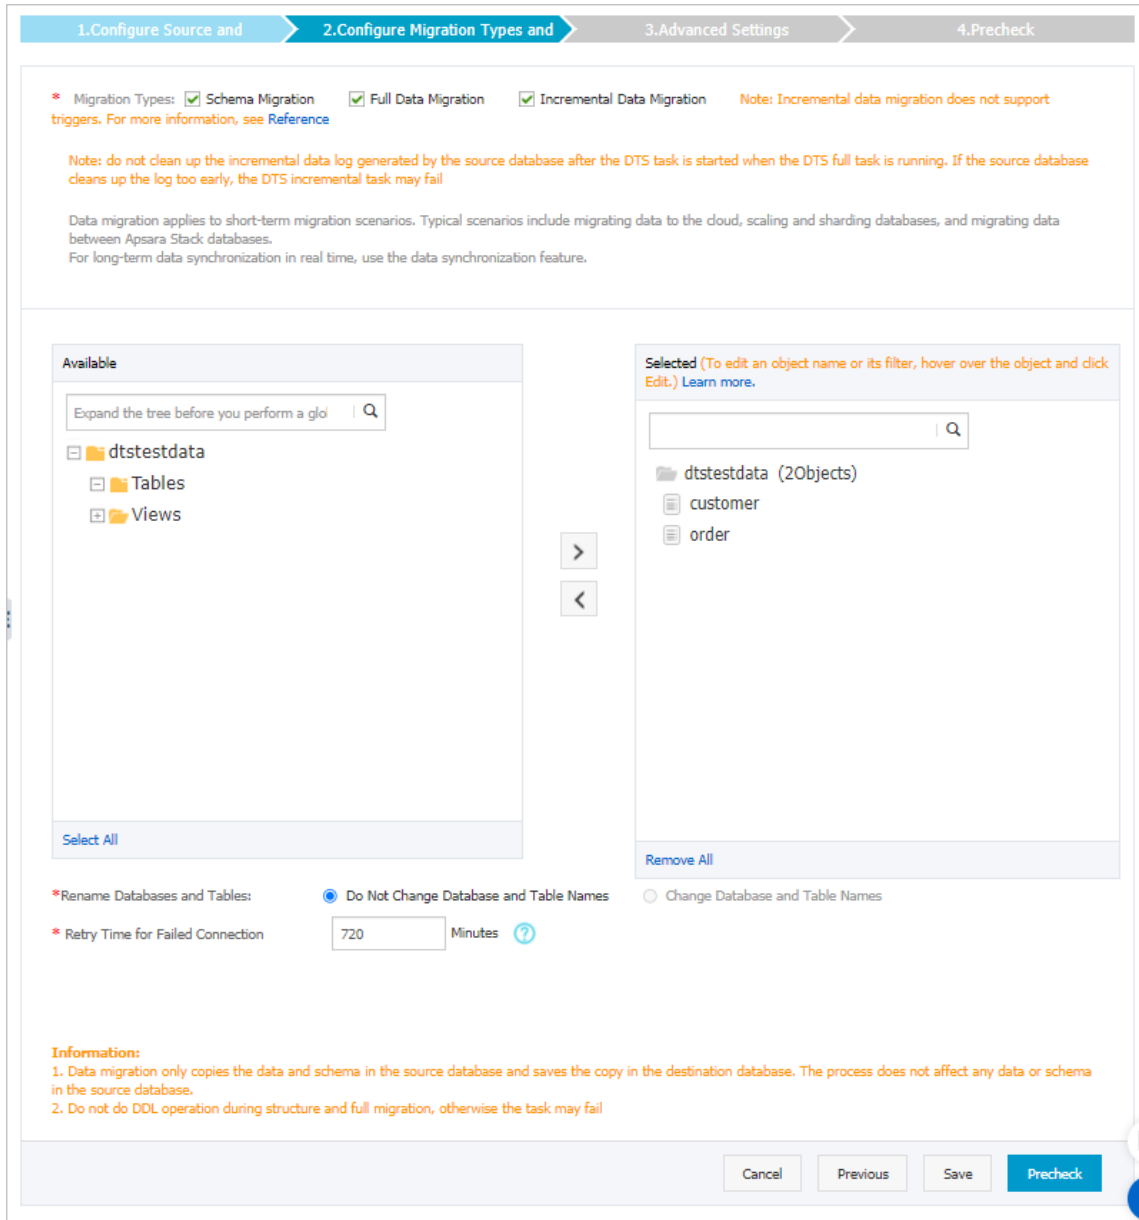 1.Configure Source and
2.Configure Migration Types and
3.Advanced Settings
4.Precheck
* Migration Types: Schema Migration Full Data Migration Incremental Data Migration Note: Incremental data migration does not support
triggers. For more information, see Reference
Note: do not clean up the incremental data log generated by the source database after the DTS task is started when the DTS full task is running. If the source database
cleans up the log too early, the DTS incremental task may fail
Data migration applies to short-term migration scenarios. Typical scenarios include migrating data to the cloud, scaling and sharding databases, and migrating data
between Apsara Stack databases.
For long-term data synchronization in real time, use the data synchronization feature.
Available
Expand the tree before you perform a glo
dtstestdata
Tables
Views
Select All
Selected (To edit an object name or its filter, hover over the object and click
Edit.) Learn more.
dtstestdata (2Objects)
customer
order
Remove All
*Rename Databases and Tables: Do Not Change Database and Table Names Change Database and Table Names
* Retry Time for Failed Connection 720 Minutes ?
Information:
1. Data migration only copies the data and schema in the source database and saves the copy in the destination database. The process does not affect any data or schema
in the source database.
2. Do not do DDL operation during structure and full migration, otherwise the task may fail
Cancel Previous Save Precheck